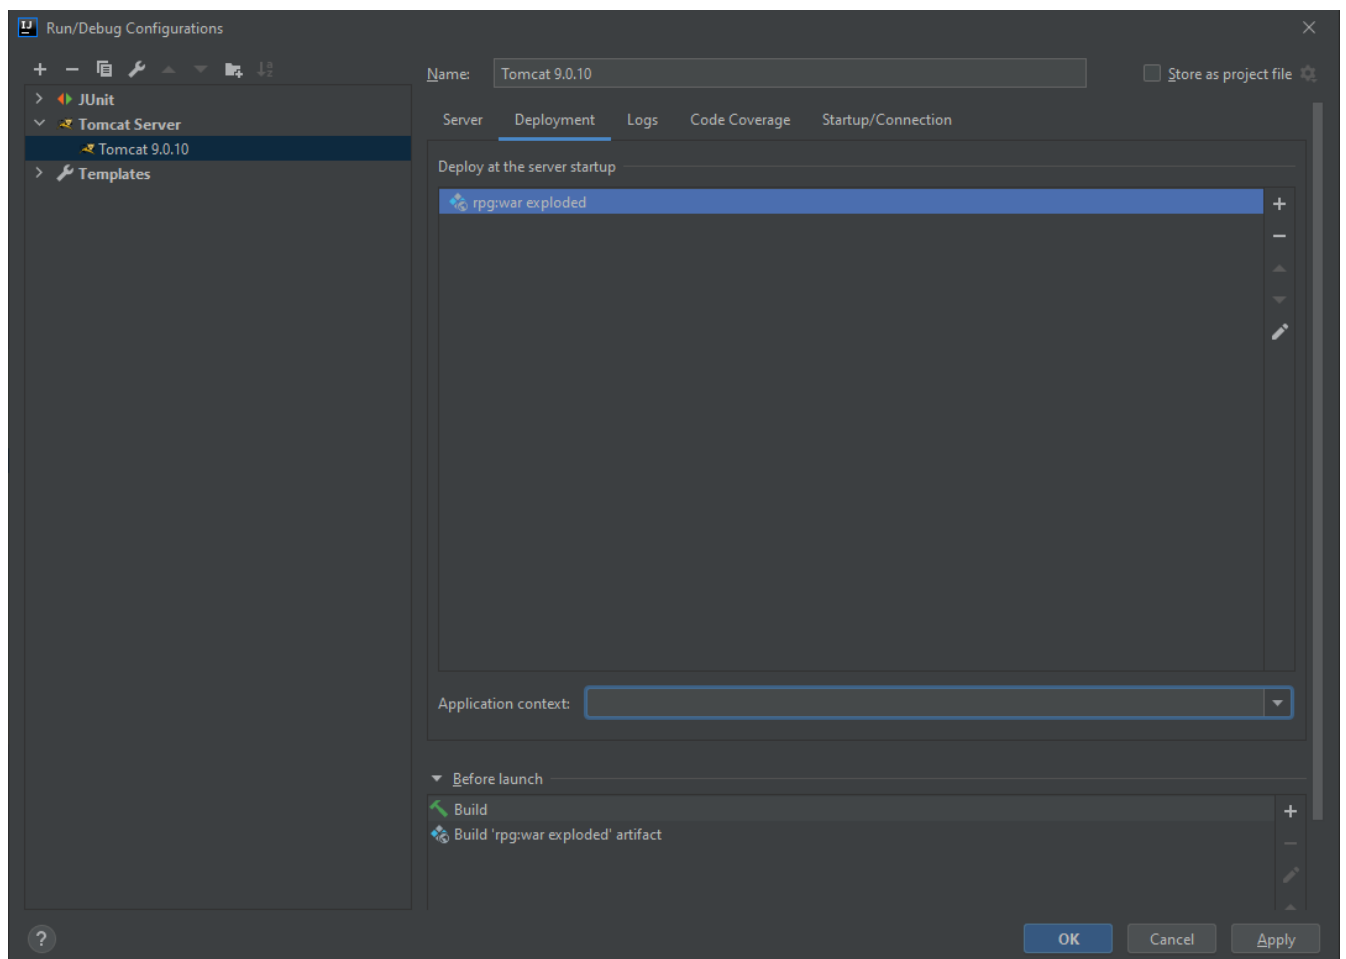 Run/Debug Configurations
Name: Tomcat 9.0.10 Store as project file
JUnit
Tomcat Server
Tomcat 9.0.10
Templates
Server Deployment Logs Code Coverage Startup/Connection
Deploy at the server startup
rpg:war exploded
Application context:
Before launch
Build
Build 'rpg:war exploded' artifact
? OK Cancel Apply